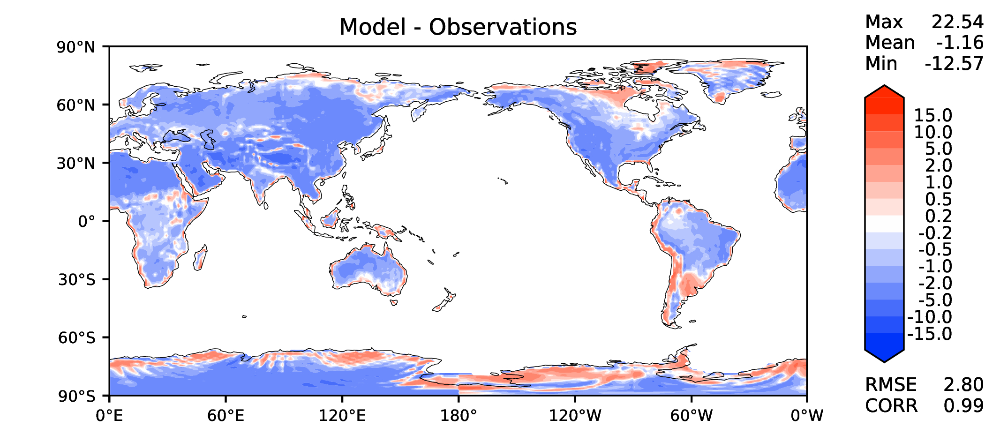 Model - Observations
Max 22.54
Mean -1.16
Min -12.57
90°N
60°N
30°N
0°
30°S
60°S
90°S
0°E 60°E 120°E 180° 120°W 60°W 0°W
15.0
10.0
5.0
2.0
1.0
0.5
0.2
-0.2
-0.5
-1.0
-2.0
-5.0
-10.0
-15.0
RMSE 2.80
CORR 0.99